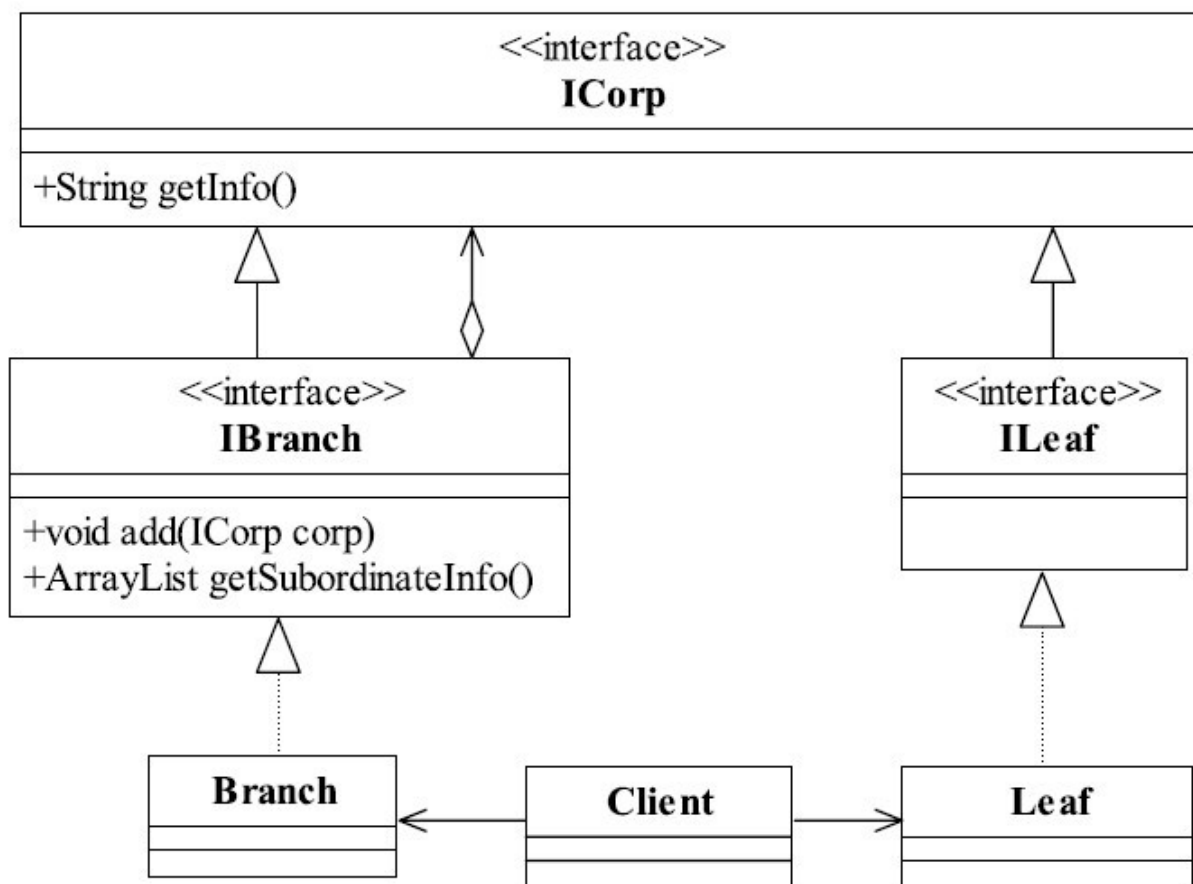 <<interface>>
ICorp
+String getInfo()
<<interface>>
IBranch
+void add(ICorp corp)
+ArrayList getSubordinateInfo()
<<interface>>
ILeaf
Branch
Client
Leaf